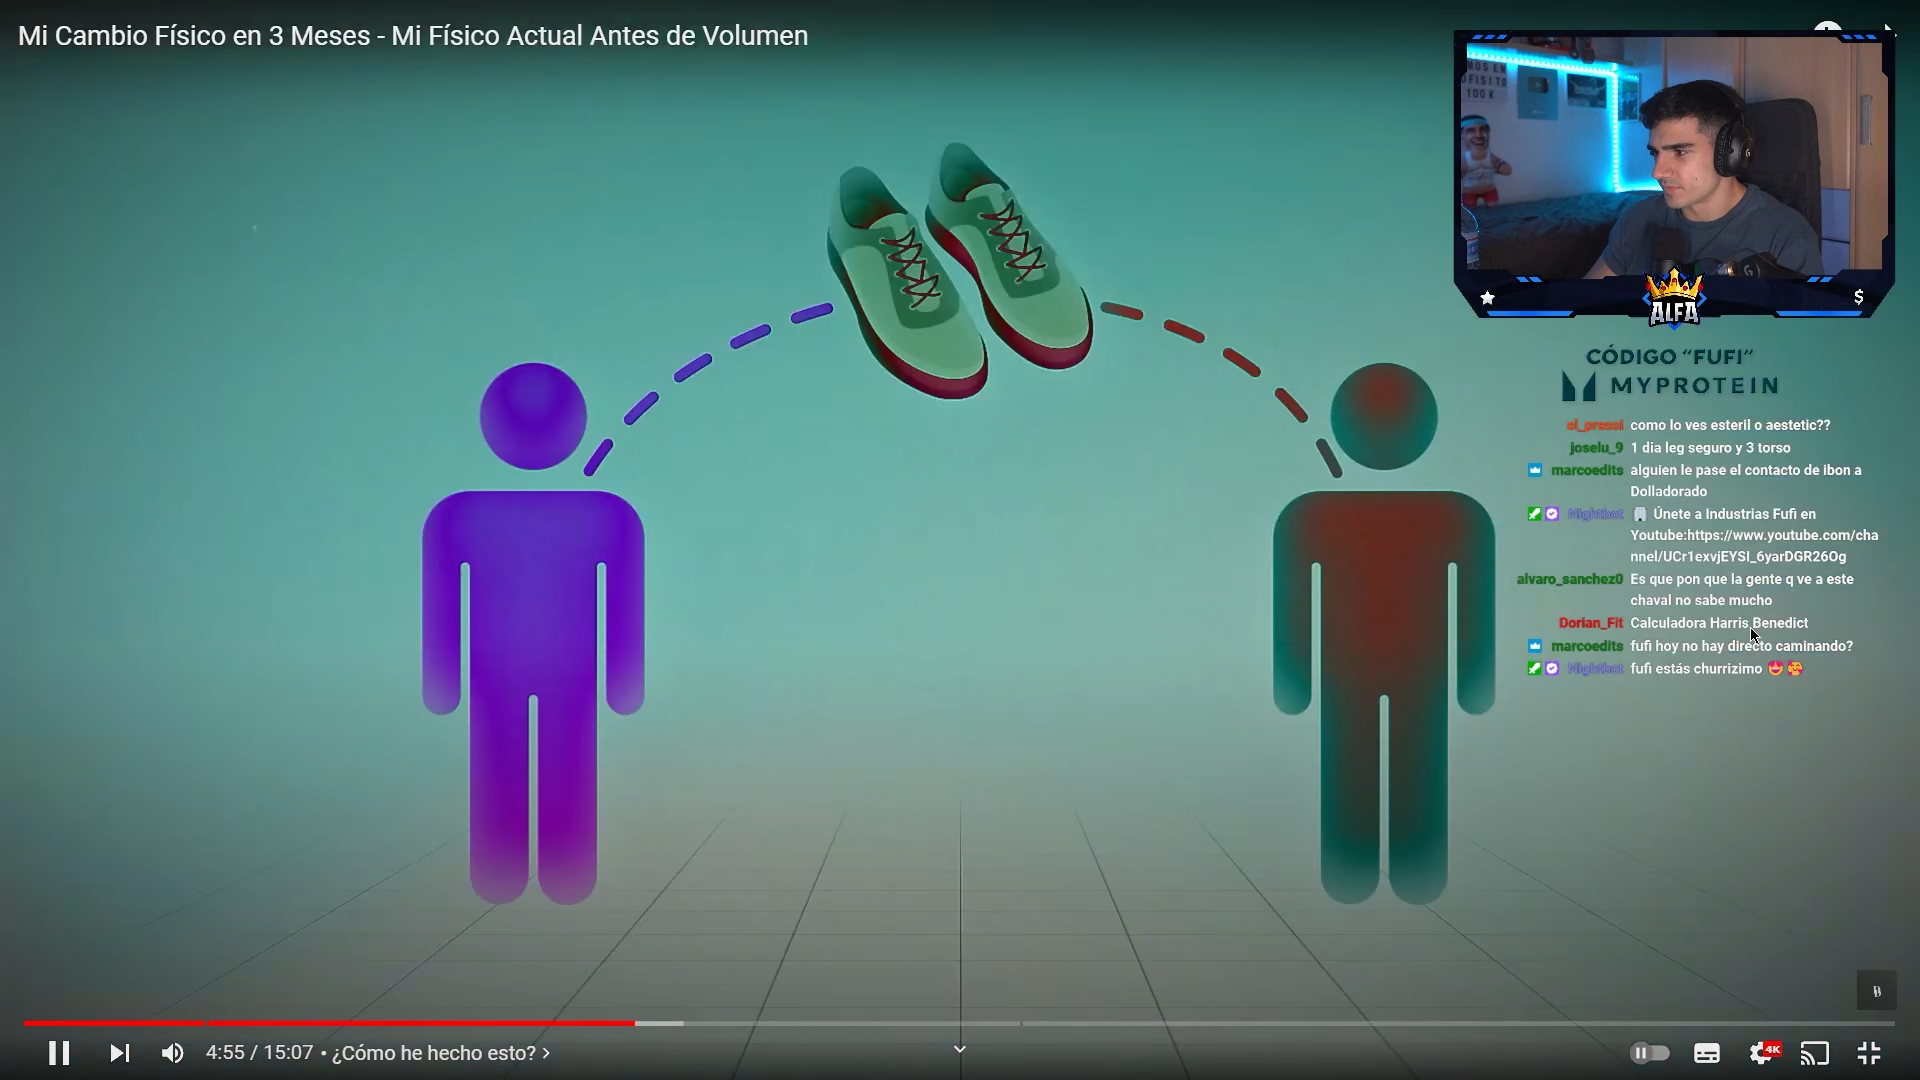 Mi Cambio Físico en 3 Meses - Mi Físico Actual Antes de Volumen
100 K
ALFA
CÓDIGO “FUFI”
MYPROTEIN
el_pressi como lo ves esteril o aestetic??
joselu_9 1 dia leg seguro y 3 torso
marcoedits alguien le pase el contacto de ibon a
Dolladorado
Nightbot Únete a Industrias Fufi en
Youtube:https://www.youtube.com/cha
nnel/UCr1exvjEYSI_6yarDGR26Og
alvaro_sanchez0 Es que pon que la gente q ve a este
chaval no sabe mucho
Dorian_Fit Calculadora Harris Benedict
marcoedits fufi hoy no hay directo caminando?
Nightbot fufi estás churrizimo 😍 🥰
4:55 / 15:07 • ¿Cómo he hecho esto? ›
4K